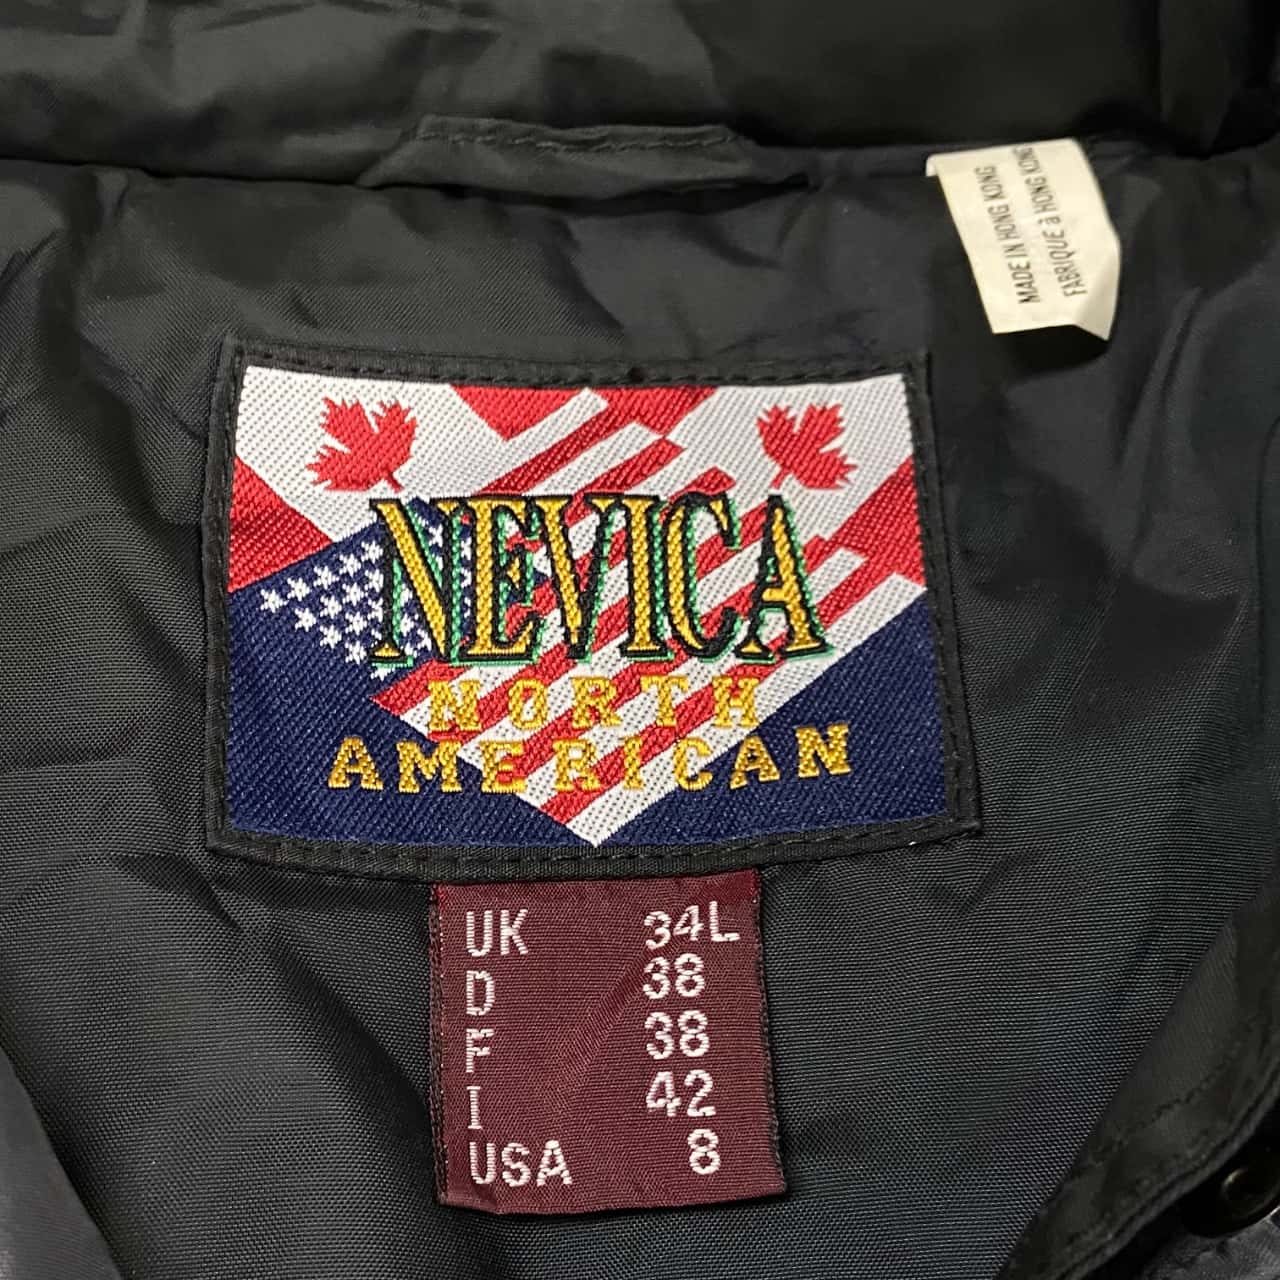 MADE IN HONG KONG
FABRIQUE à HONG KONG
NEVICA
NORTH
AMERICAN
UK 34L
D 38
F 38
I 42
USA 8